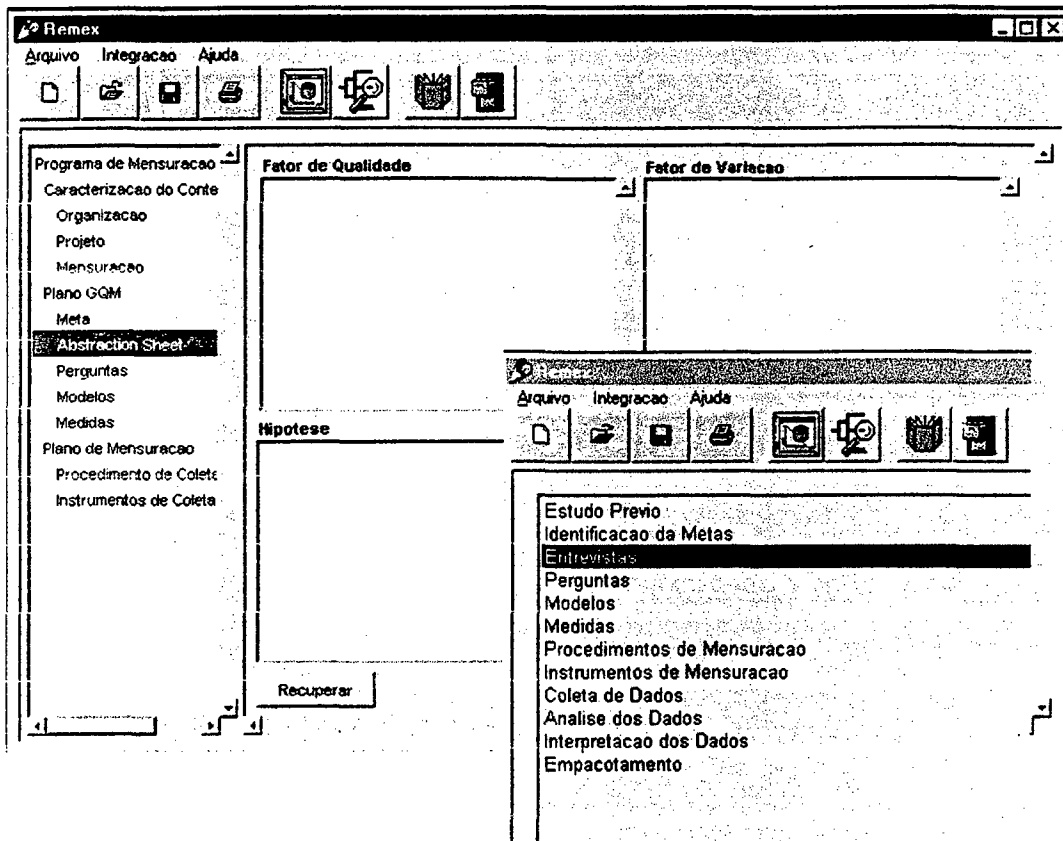 Remex
Arquivo Integracao Ajuda
Programa de Mensuracao
Caracterizacao do Conte
Organizacao
Projeto
Mensuracao
Plano GQM
Meta
Abstraction Sheet
Perguntas
Modelos
Medidas
Plano de Mensuracao
Procedimento de Colete
Instrumentos de Coleta
Fator de Qualidade
Fator de Variacao
Hipotese
Recuperar
Remex
Arquivo Integracao Ajuda
Estudo Previo
Identificacao da Metas
Entrevistas
Perguntas
Modelos
Medidas
Procedimentos de Mensuracao
Instrumentos de Mensuracao
Coleta de Dados
Analise dos Dados
Interpretacao dos Dados
Empacotamento